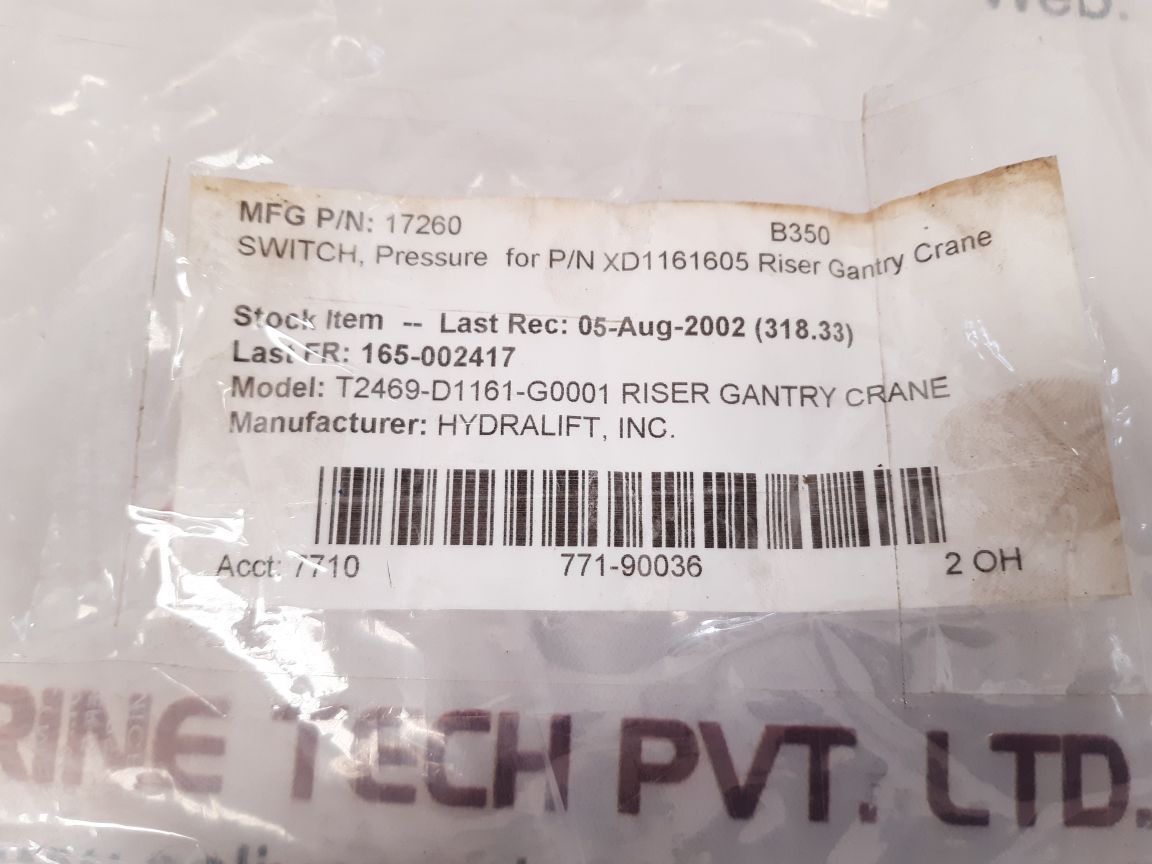 Web:
MFG P/N: 17260 B350
SWITCH, Pressure for P/N XD1161605 Riser Gantry Crane
Stock Item -- Last Rec: 05-Aug-2002 (318.33)
Last FR: 165-002417
Model: T2469-D1161-G0001 RISER GANTRY CRANE
Manufacturer: HYDRALIFT, INC.
Acct: 7710 771-90036 2 OH
RINE TECH PVT. LTD.